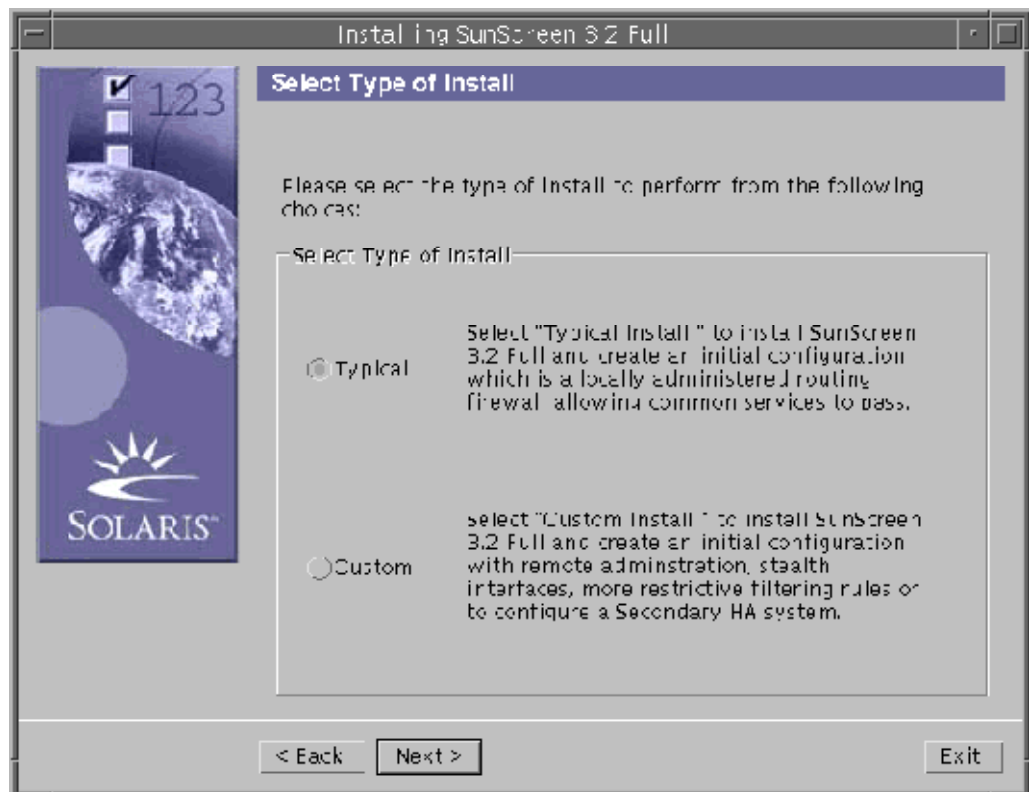 Installing SunScreen 3.2 Full
123
Select Type of Install
Please select the type of install to perform from the following
choices:
Select Type of Install
Typical
Select "Typical Install " to install SunScreen
3.2 Full and create an initial configuration
which is a locally administered routing
firewall allowing common services to pass.
Custom
Select "Custom Install " to install SunScreen
3.2 Full and create an initial configuration
with remote adminstration, stealth
interfaces, more restrictive filtering rules or
to configure a Secondary HA system.
SOLARIS™
< Back
Next >
Exit